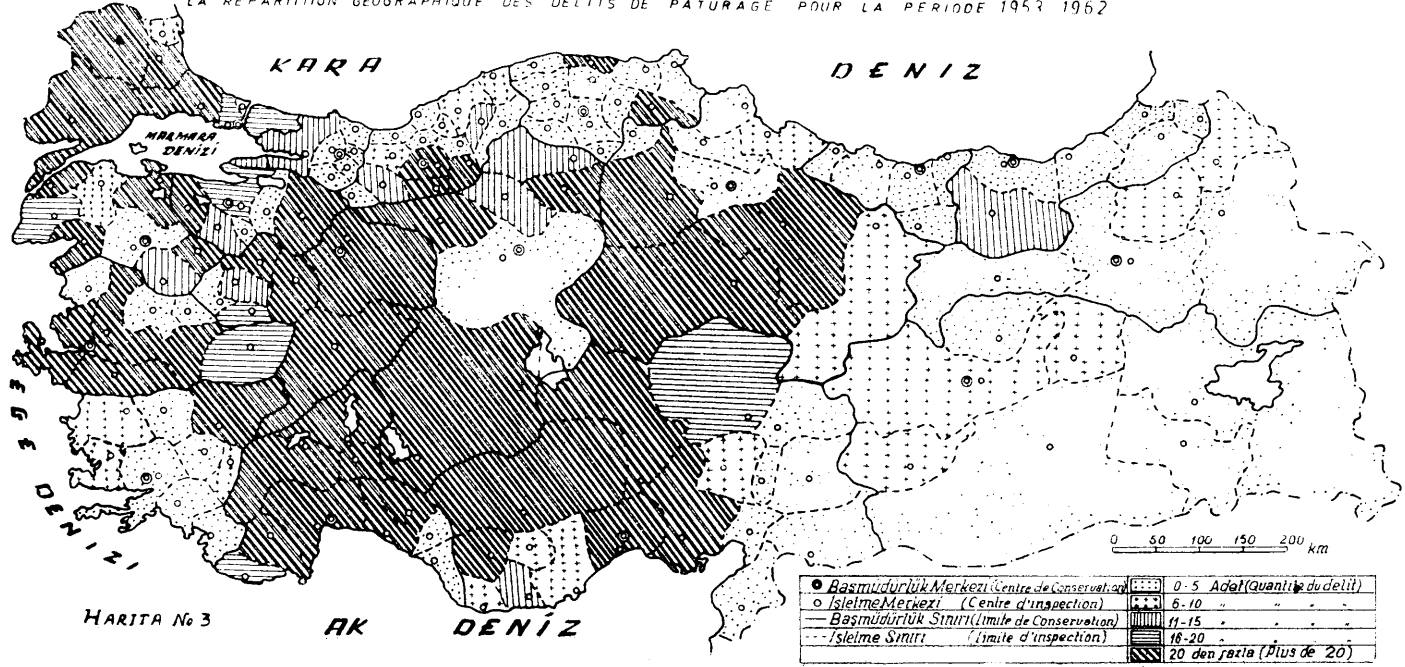 LA REPARTITION GEOGRAPHIQUE DES DELITS DE PATURAGE POUR LA PERIODE 1953 1962
KARA DENIZ
MARMARA
DENIZI
EGE
DENIZI
AK DENİZ
HARITA No 3
0 50 100 150 200 km
Başmüdürlük Merkezi (Centre de Conservation) 0-5 Adet (Quantite du delit)
İşletme Merkezi (Centre d'inspection) 6-10 " " " "
Başmüdürlük Sınırı (Limite de Conservation) 11-15 " " " "
İşletme Sınırı (Limite d'inspection) 16-20 " " " "
20 den fazla (Plus de 20)